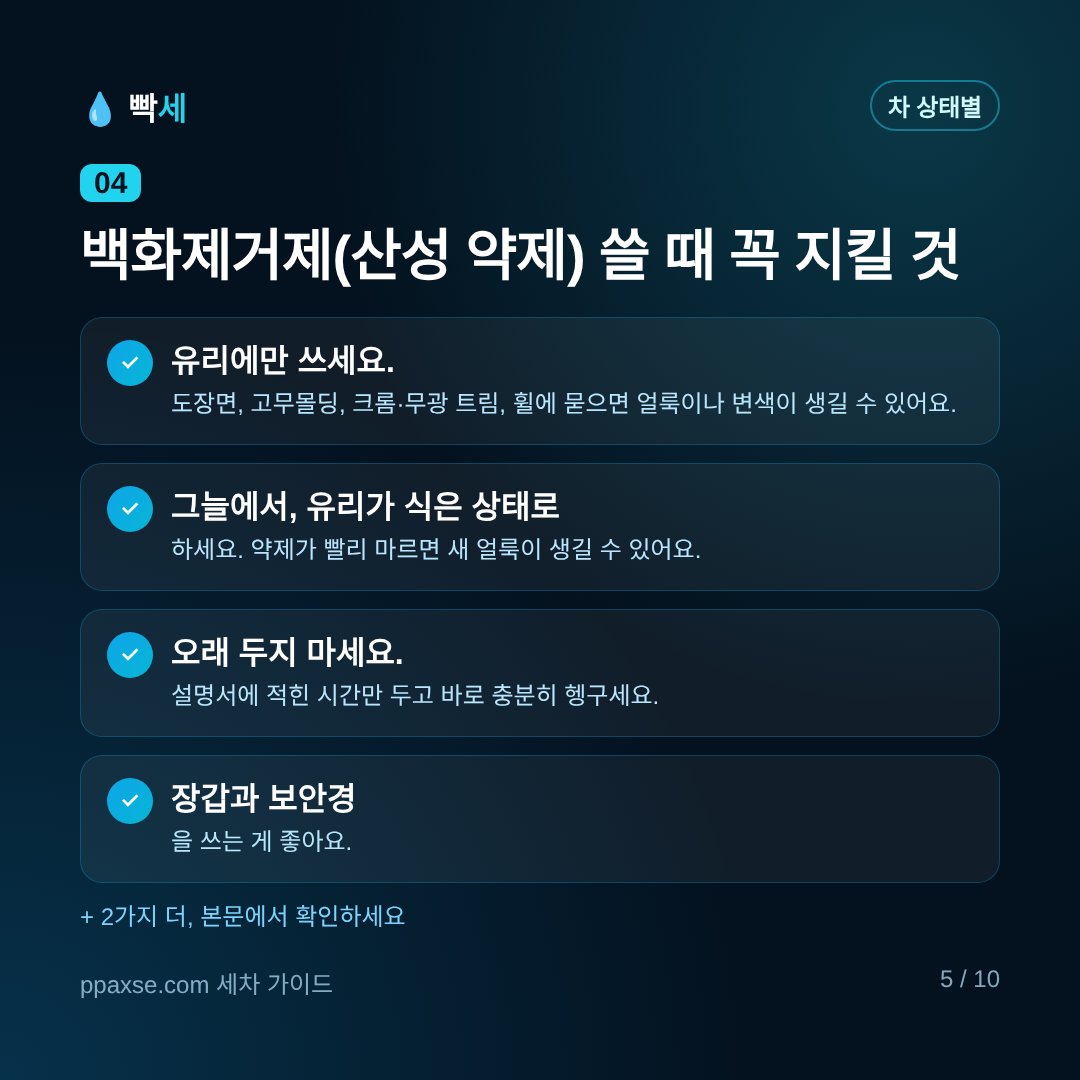 빡세
차 상태별
04
백화제거제(산성 약제) 쓸 때 꼭 지킬 것
유리에만 쓰세요.
도장면, 고무몰딩, 크롬·무광 트림, 휠에 묻으면 얼룩이나 변색이 생길 수 있어요.
그늘에서, 유리가 식은 상태로
하세요. 약제가 빨리 마르면 새 얼룩이 생길 수 있어요.
오래 두지 마세요.
설명서에 적힌 시간만 두고 바로 충분히 헹구세요.
장갑과 보안경
을 쓰는 게 좋아요.
+ 2가지 더, 본문에서 확인하세요
ppaxse.com 세차 가이드
5 / 10